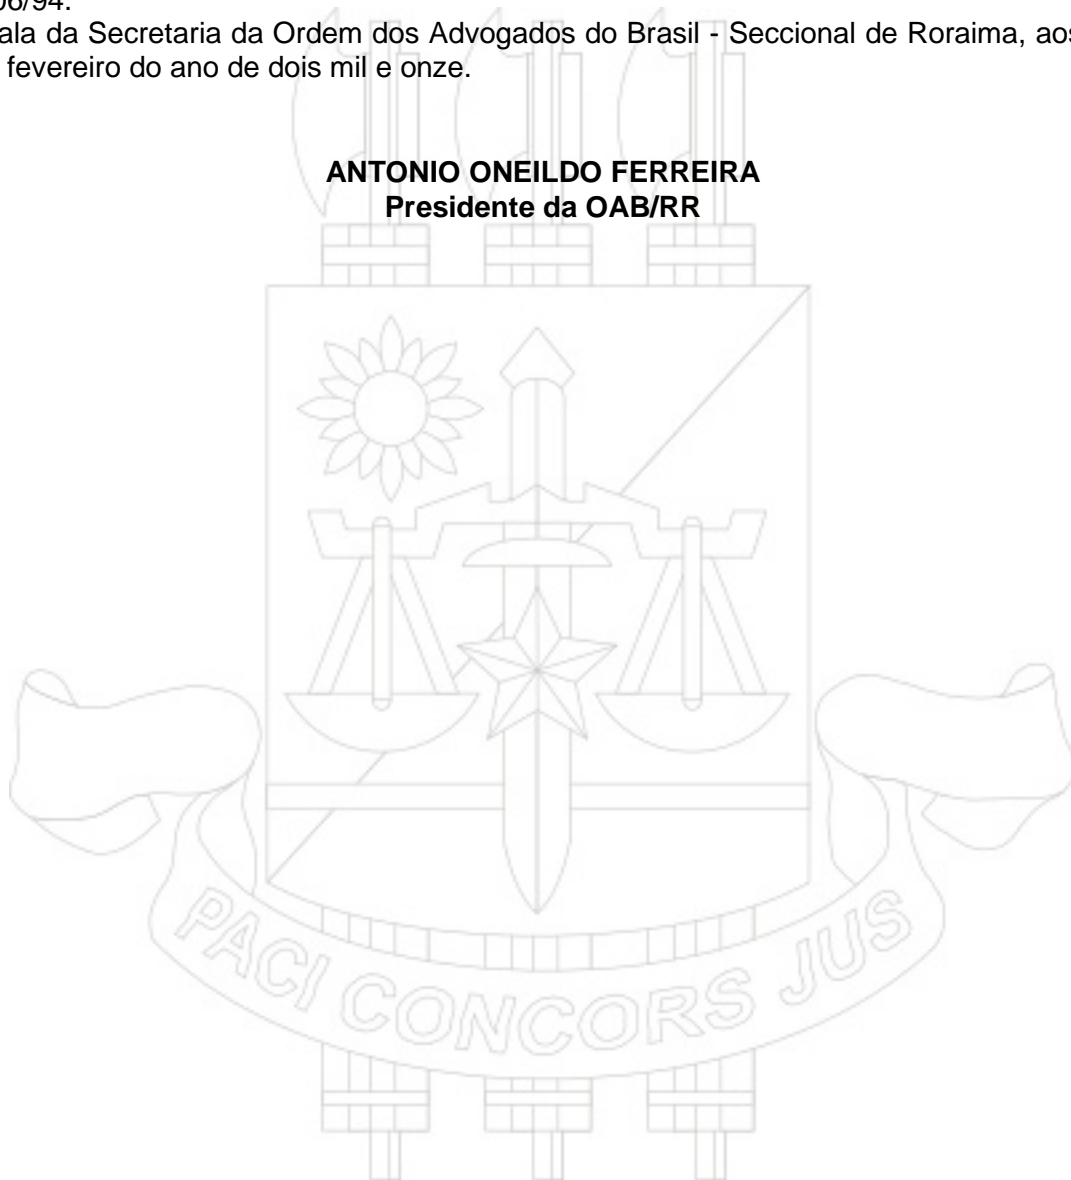 06/94.
ala da Secretaria da Ordem dos Advogados do Brasil - Seccional de Roraima, aos
fevereiro do ano de dois mil e onze.
ANTONIO ONEILDO FERREIRA
Presidente da OAB/RR
PACI CONCORS JUS